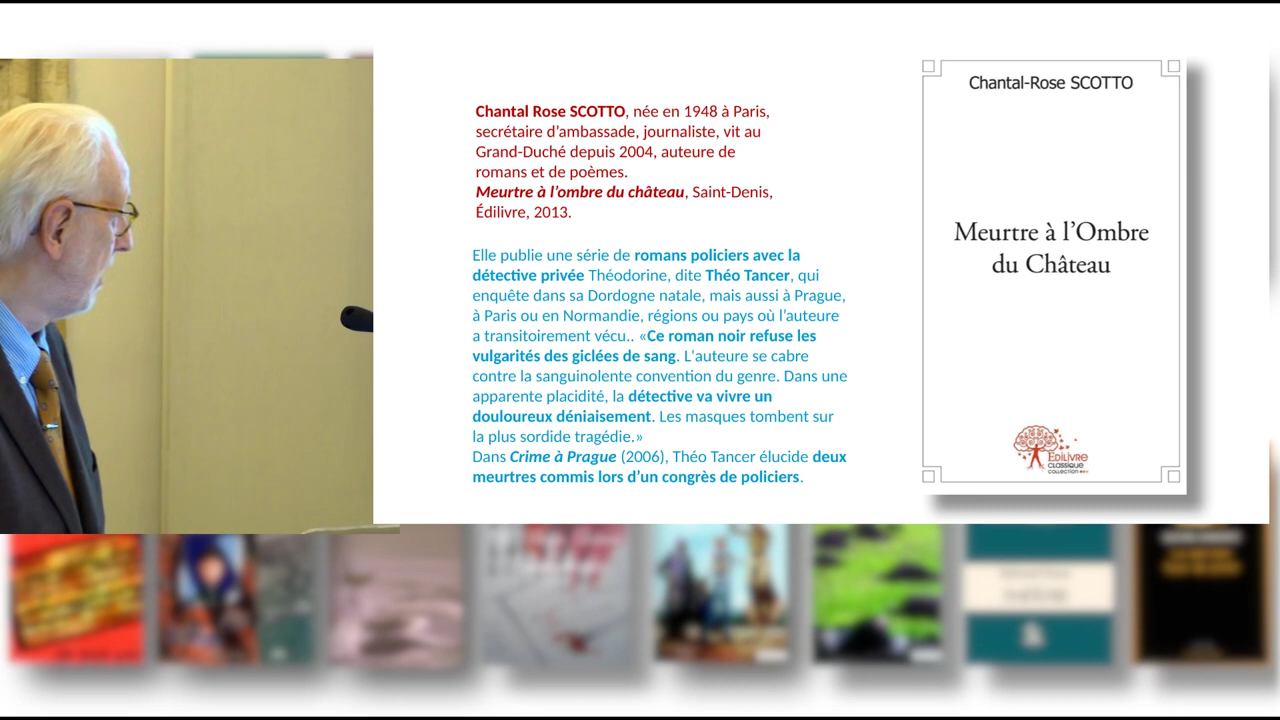 Chantal Rose SCOTTO, née en 1948 à Paris,
secrétaire d’ambassade, journaliste, vit au
Grand-Duché depuis 2004, auteure de
romans et de poèmes.
Meurtre à l’ombre du château, Saint-Denis,
Édilivre, 2013.
Elle publie une série de romans policiers avec la
détective privée Théodorine, dite Théo Tancer, qui
enquête dans sa Dordogne natale, mais aussi à Prague,
à Paris ou en Normandie, régions ou pays où l’auteure
a transitoirement vécu.. «Ce roman noir refuse les
vulgarités des giclées de sang. L'auteure se cabre
contre la sanguinolente convention du genre. Dans une
apparente placidité, la détective va vivre un
douloureux déniaisement. Les masques tombent sur
la plus sordide tragédie.»
Dans Crime à Prague (2006), Théo Tancer élucide deux
meurtres commis lors d’un congrès de policiers.
Chantal-Rose SCOTTO
Meurtre à l’Ombre
du Château
Edilivre
classique
collection